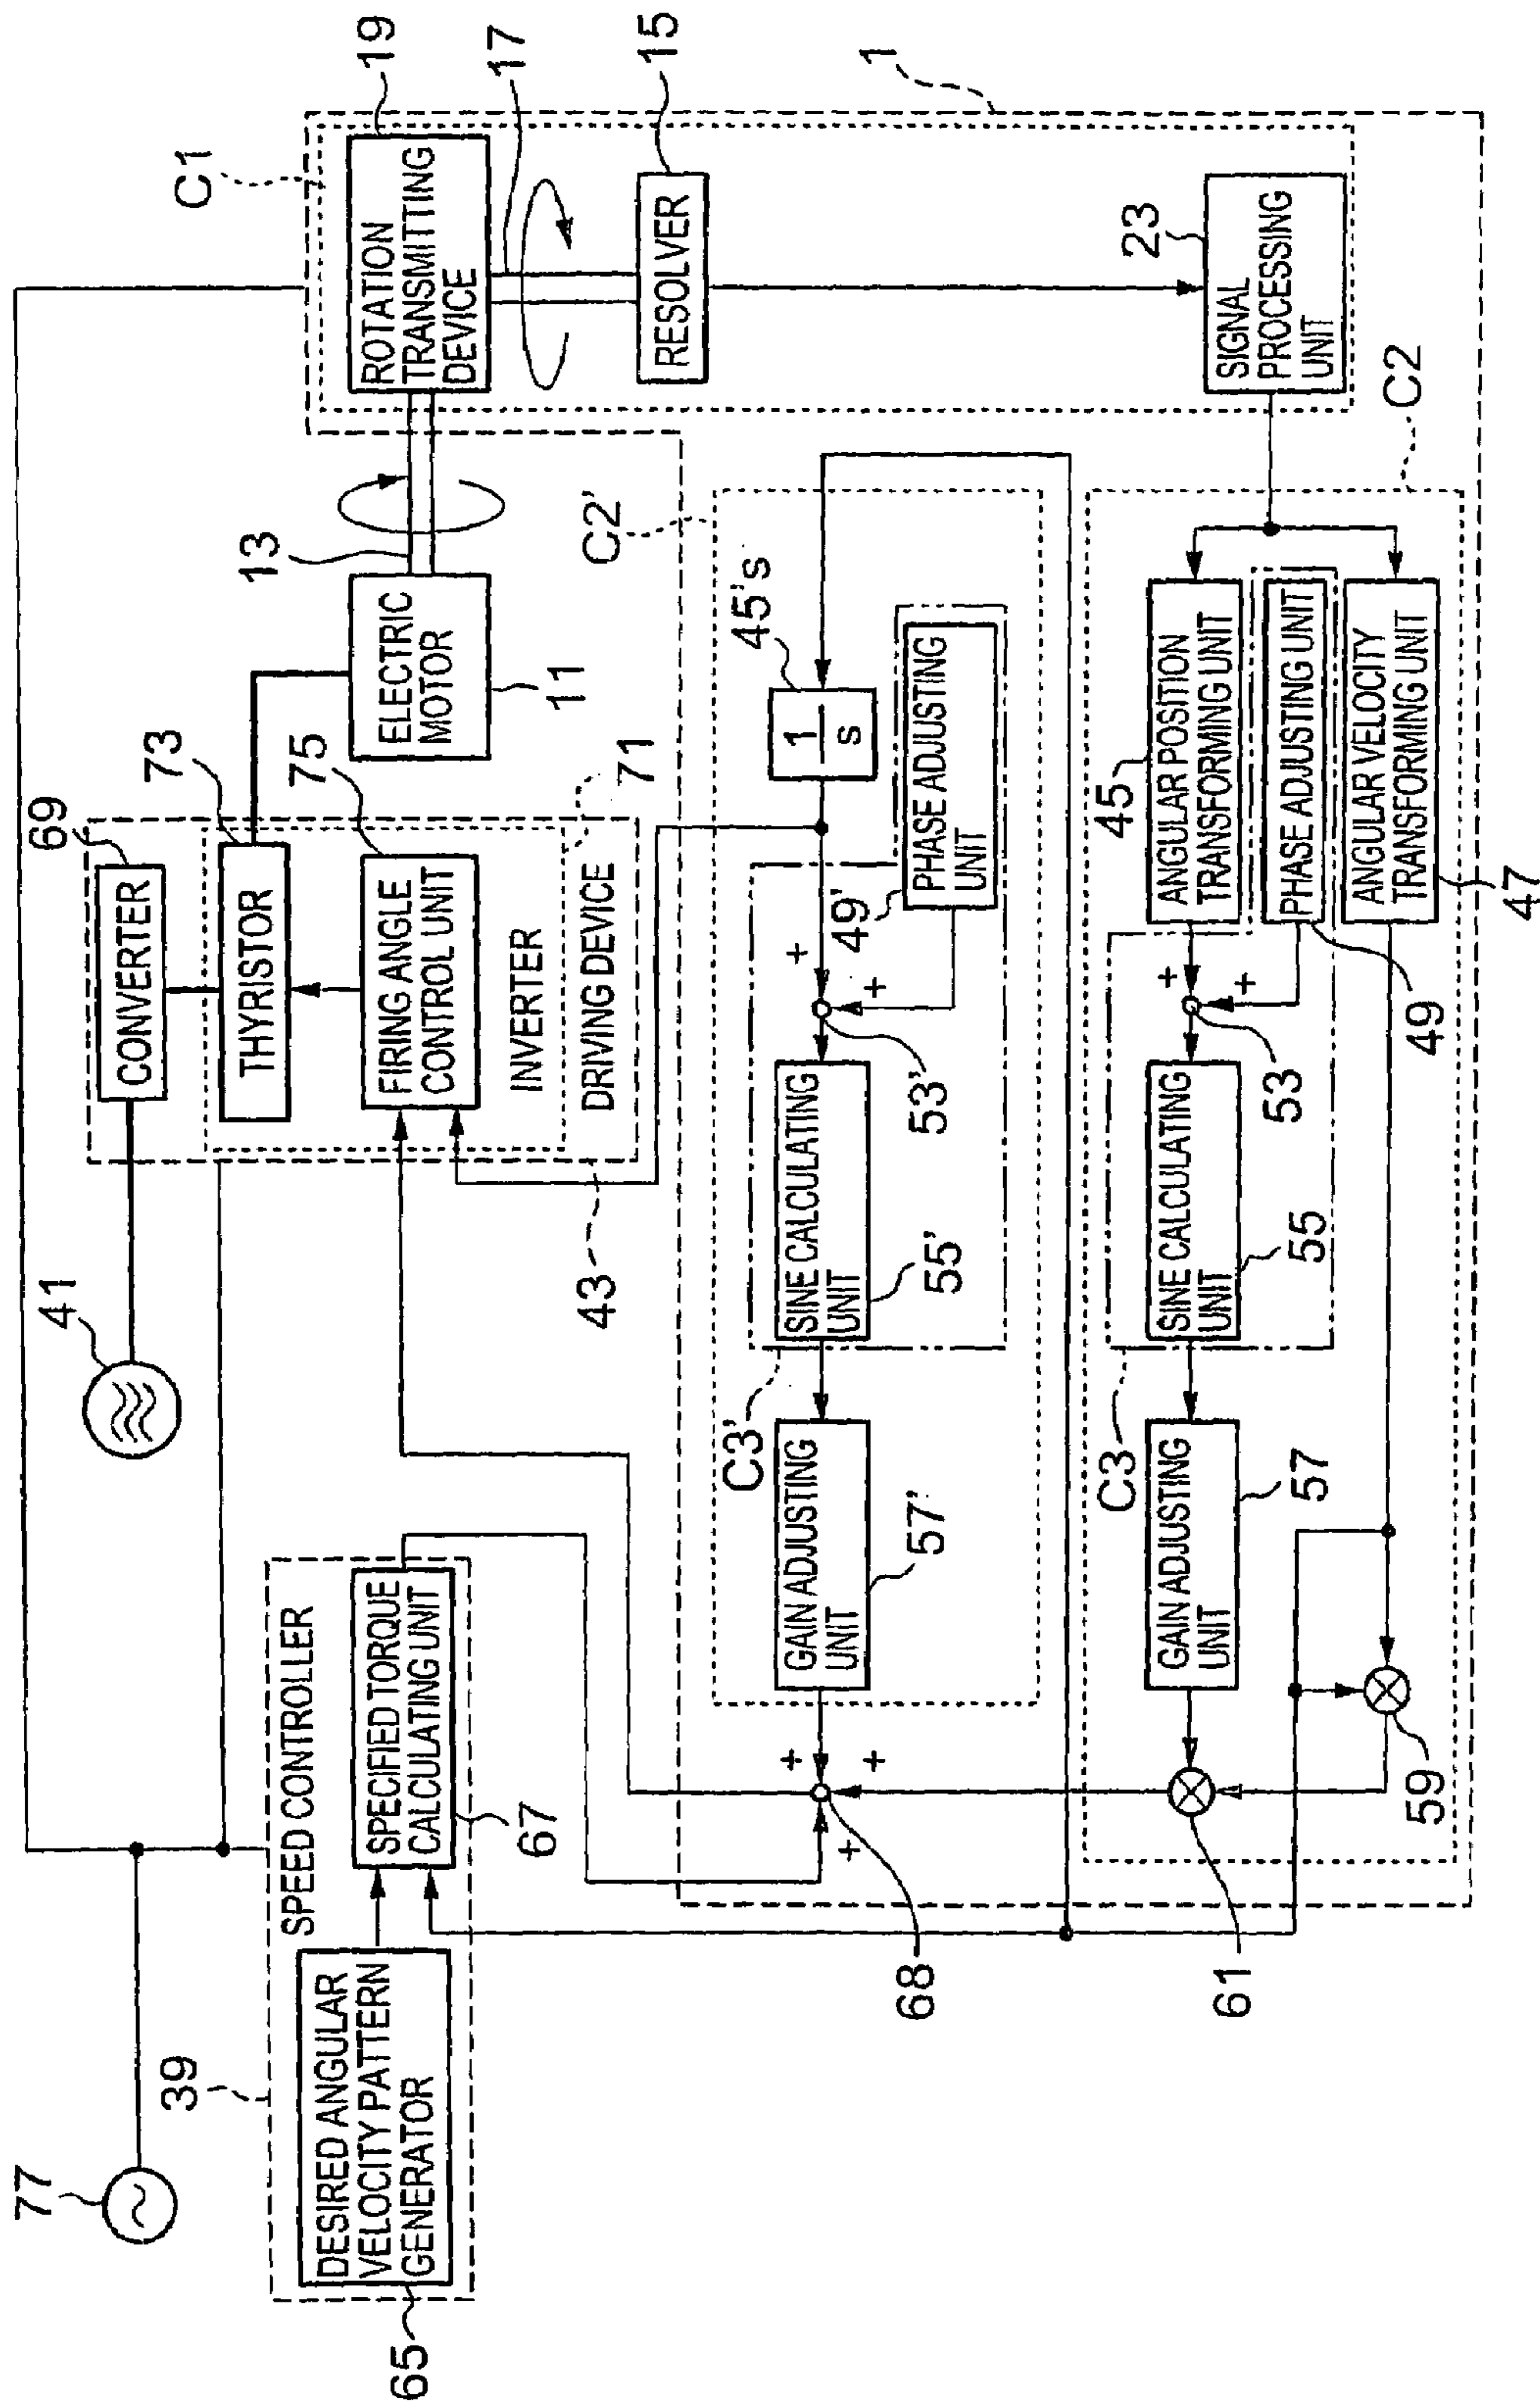 77
39
SPEED CONTROLLER
DESIRED ANGULAR
VELOCITY PATTERN
GENERATOR
65
SPECIFIED TORQUE
CALCULATING UNIT
67
41
69
CONVERTER
73
THYRISTOR
75
FIRING ANGLE
CONTROL UNIT
INVERTER
71
DRIVING DEVICE
43
13
ELECTRIC
MOTOR
11
C1
19
ROTATION
TRANSMITTING
DEVICE
17
15
RESOLVER
1
23
SIGNAL
PROCESSING
UNIT
C2'
45's
1
s
PHASE ADJUSTING
UNIT
49'
+
+
53'
SINE CALCULATING
UNIT
55'
C3'
GAIN ADJUSTING
UNIT
57'
+
+
+
68
C2
45
ANGULAR POSITION
TRANSFORMING UNIT
PHASE ADJUSTING UNIT
49
ANGULAR VELOCITY
TRANSFORMING UNIT
47
+
+
53
SINE CALCULATING
UNIT
55
C3
GAIN ADJUSTING
UNIT
57
59
61